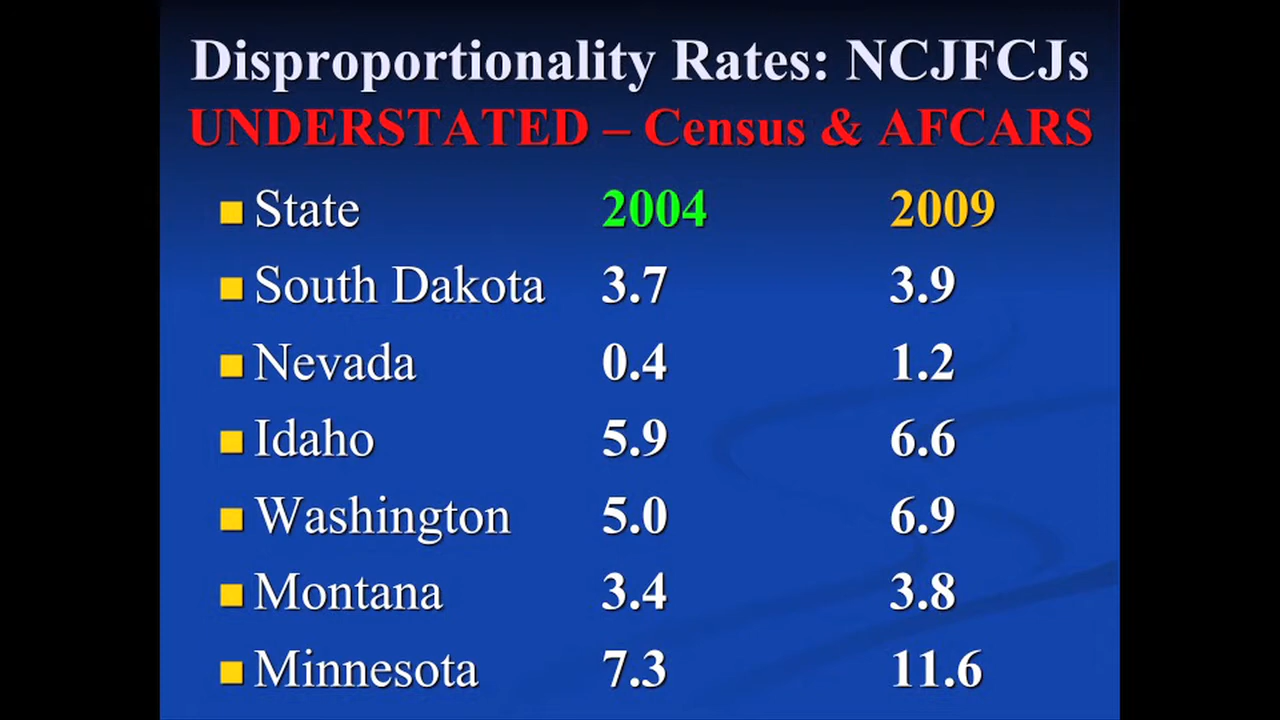 Disproportionality Rates: NCJFCJs
UNDERSTATED – Census & AFCARS
State 2004 2009
South Dakota 3.7 3.9
Nevada 0.4 1.2
Idaho 5.9 6.6
Washington 5.0 6.9
Montana 3.4 3.8
Minnesota 7.3 11.6